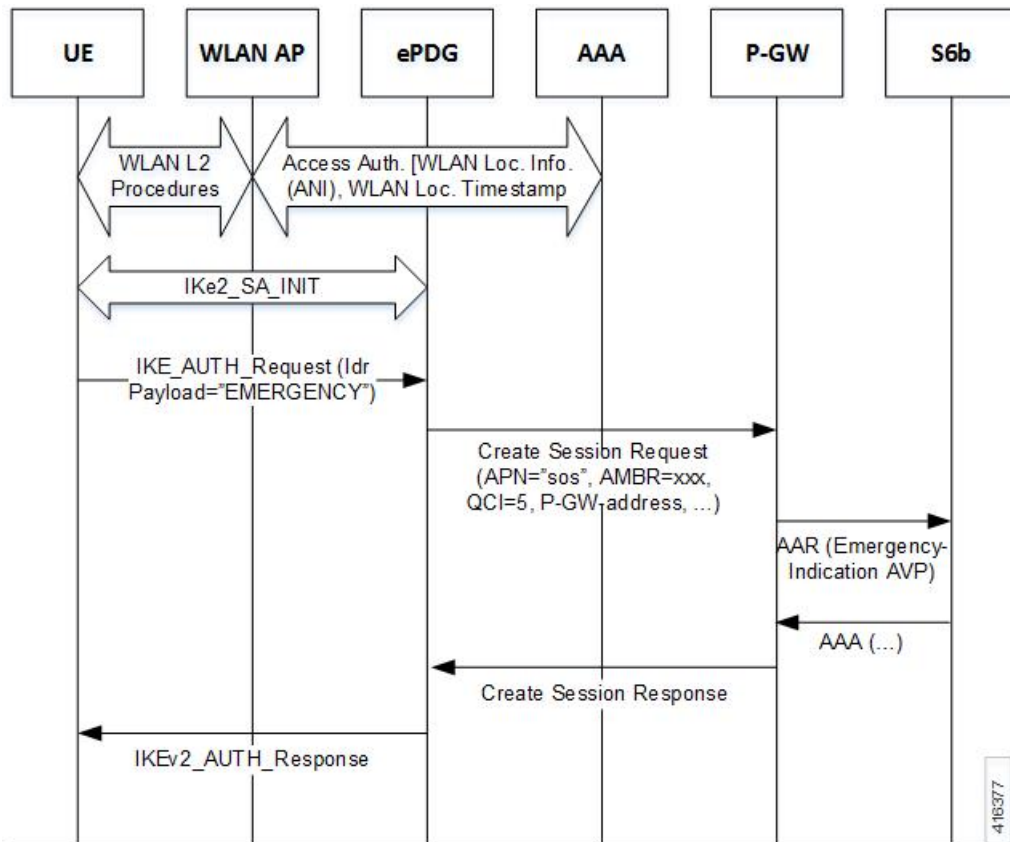 UE
WLAN AP
ePDG
AAA
P-GW
S6b
WLAN L2
Procedures
Access Auth. [WLAN Loc. Info.
(ANI), WLAN Loc. Timestamp
IKe2_SA_INIT
IKE_AUTH_Request (Idr
Payload=”EMERGENCY”)
Create Session Request
(APN=”sos”, AMBR=xxx,
QCI=5, P-GW-address, ...)
AAR (Emergency-
Indication AVP)
AAA (...)
Create Session Response
IKEv2_AUTH_Response
416377